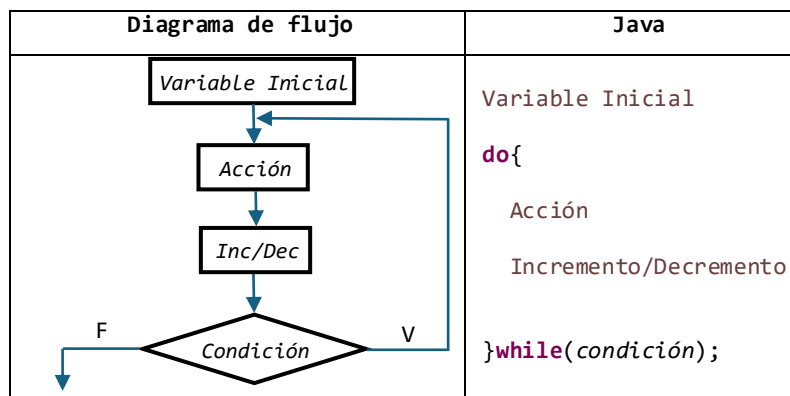 Diagrama de flujo
Java
Variable Inicial
Acción
Inc/Dec
Condición
F
V
Variable Inicial
do{
Acción
Incremento/Decremento
}while(condición);